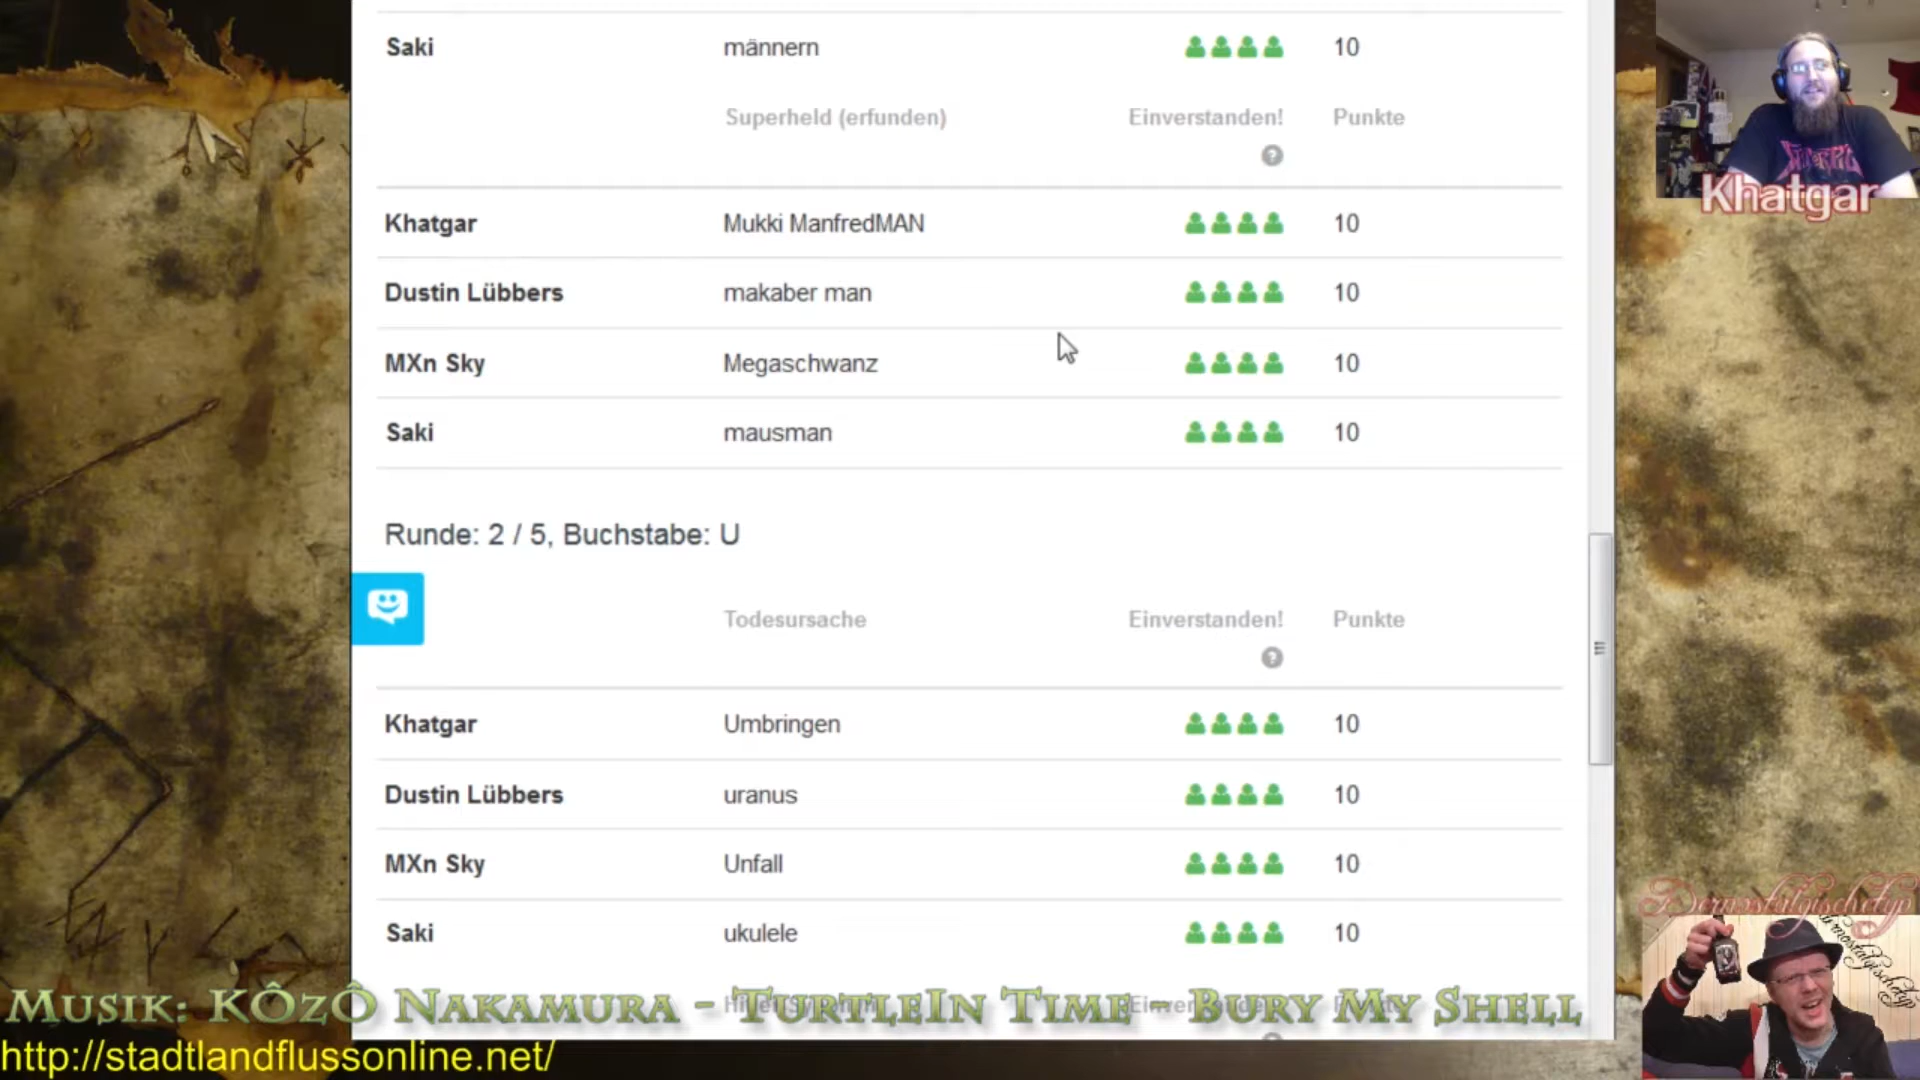 Saki männern 10
Superheld (erfunden) Einverstanden! Punkte
?
Khatgar Mukki ManfredMAN 10
Dustin Lübbers makaber man 10
MXn Sky Megaschwanz 10
Saki mausman 10
Runde: 2 / 5, Buchstabe: U
Todesursache Einverstanden! Punkte
?
Khatgar Umbringen 10
Dustin Lübbers uranus 10
MXn Sky Unfall 10
Saki ukulele 10
Musik: KÔzÔ Nakamura - TurtleIn Time - Bury My Shell
http://stadtlandflussonline.net/
Khatgar
Dernostalgischetyp